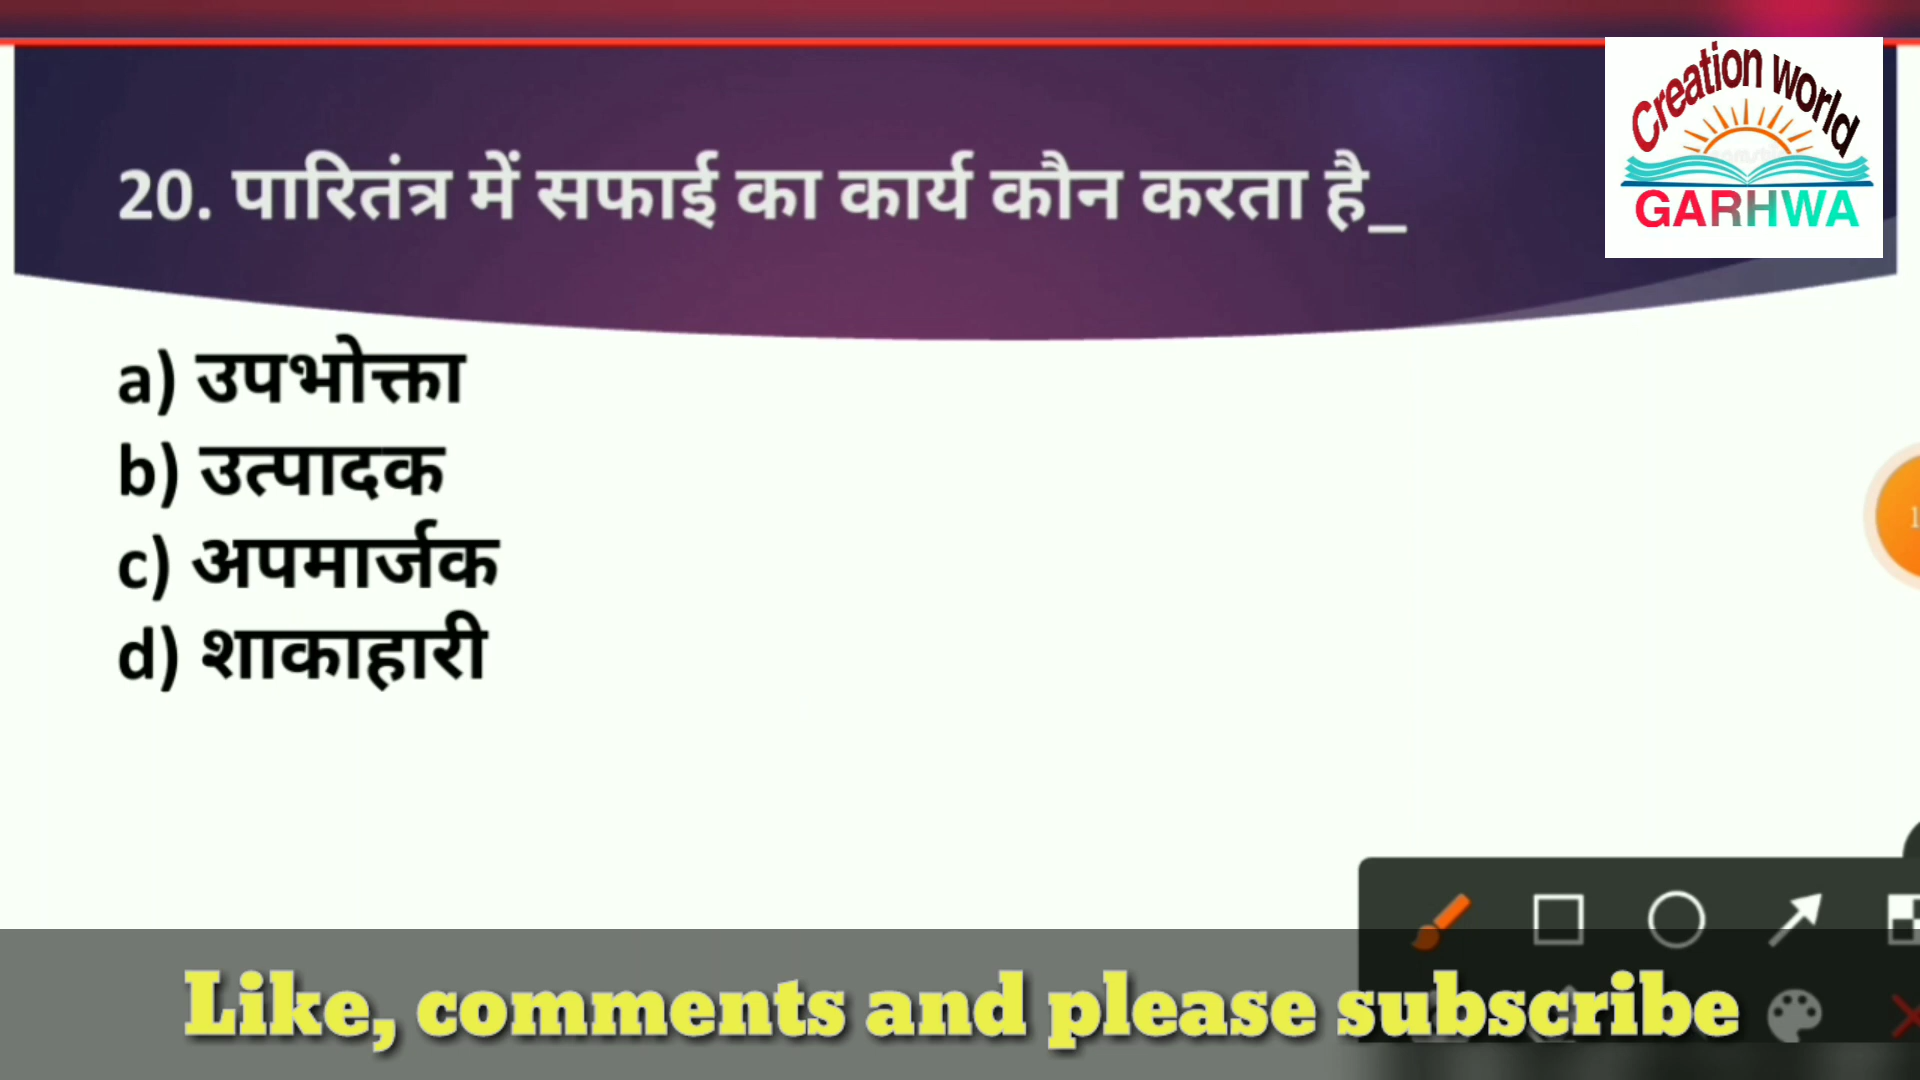 Creation world
GARHWA
20. पारितंत्र में सफाई का कार्य कौन करता है_
a) उपभोक्ता
b) उत्पादक
c) अपमार्जक
d) शाकाहारी
Like, comments and please subscribe